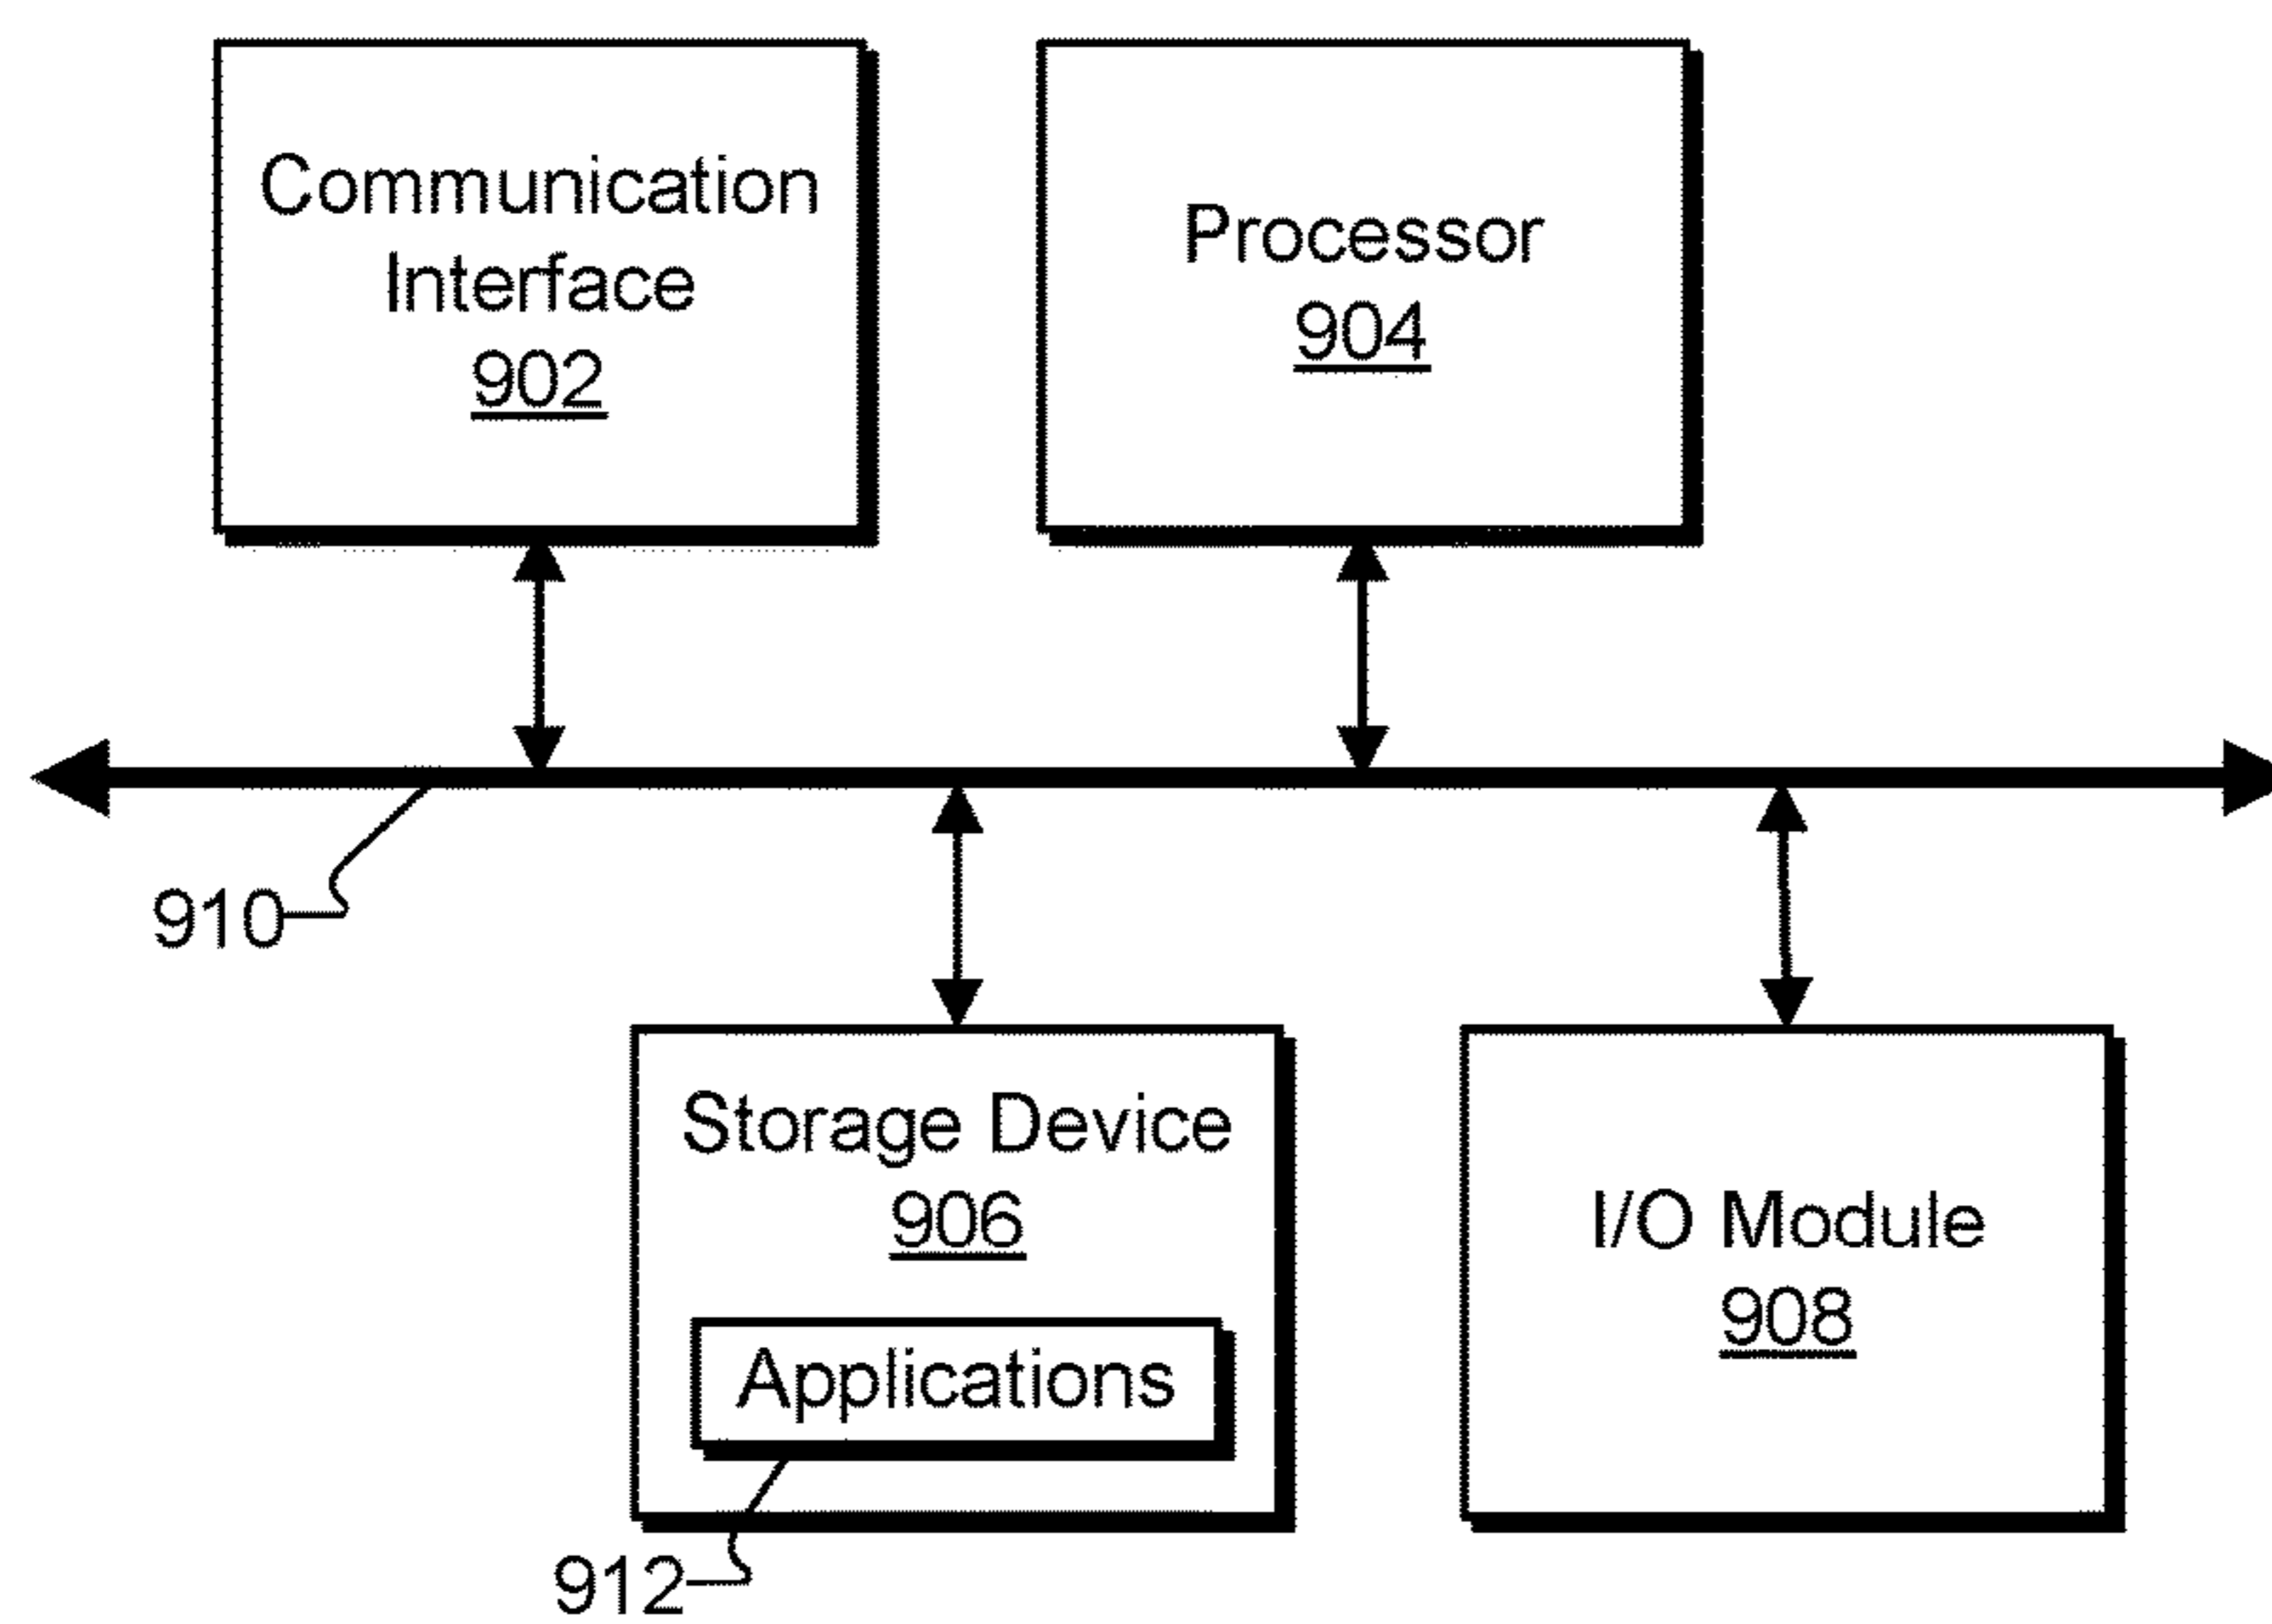 Communication
Interface
902
Processor
904
910
Storage Device
906
Applications
912
I/O Module
908